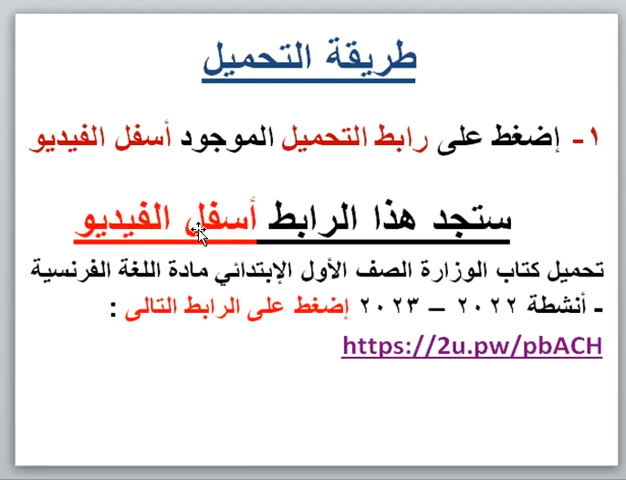 طريقة التحميل
١- إضغط على رابط التحميل الموجود أسفل الفيديو
ستجد هذا الرابط أسفل الفيديو
تحميل كتاب الوزارة الصف الأول الإبتدائي مادة اللغة الفرنسية
- أنشطة ٢٠٢٢ – ٢٠٢٣ إضغط على الرابط التالى :
https://2u.pw/pbACH